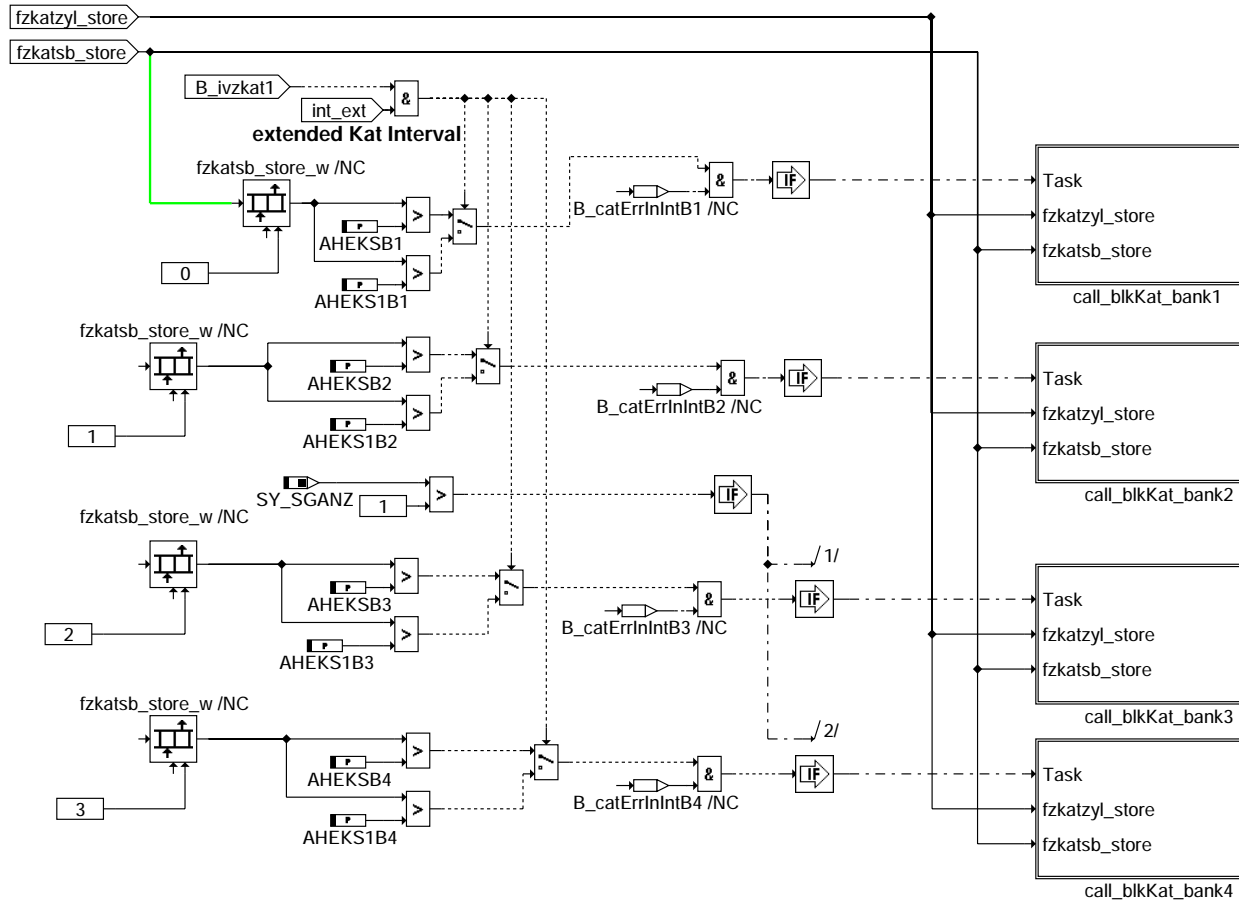 fzkatzyl_store
fzkatsb_store
B_ivzkat1
&
int_ext
extended Kat Interval
fzkatsb_store_w /NC
&
IF
Task
>
P
B_catErrInIntB1 /NC
fzkatzyl_store
AHEKSB1
fzkatsb_store
0
>
P
AHEKS1B1
call_blkKat_bank1
fzkatsb_store_w /NC
>
P
&
IF
Task
AHEKSB2
B_catErrInIntB2 /NC
fzkatzyl_store
>
P
1
AHEKS1B2
fzkatsb_store
SY_SGANZ
1
>
IF
call_blkKat_bank2
fzkatsb_store_w /NC
/1/
>
P
&
IF
Task
AHEKSB3
B_catErrInIntB3 /NC
2
>
P
fzkatzyl_store
AHEKS1B3
fzkatsb_store
fzkatsb_store_w /NC
call_blkKat_bank3
/2/
>
P
&
IF
Task
AHEKSB4
B_catErrInIntB4 /NC
3
>
P
fzkatzyl_store
AHEKS1B4
fzkatsb_store
call_blkKat_bank4